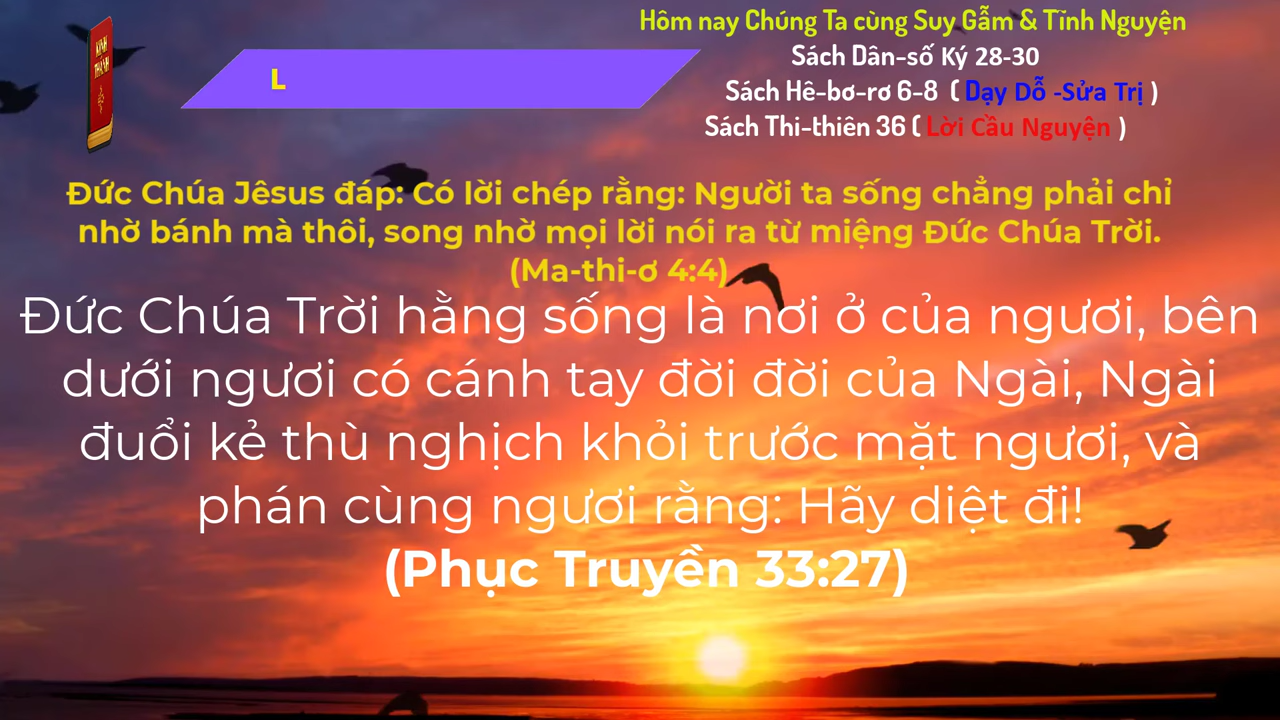 KINH
THÁNH
L
Hôm nay Chúng Ta cùng Suy Gẫm & Tĩnh Nguyện
Sách Dân-số Ký 28-30
Sách Hê-bơ-rơ 6-8 ( Dạy Dỗ -Sửa Trị )
Sách Thi-thiên 36 ( Lời Cầu Nguyện )
Đức Chúa Jêsus đáp: Có lời chép rằng: Người ta sống chẳng phải chỉ
nhờ bánh mà thôi, song nhờ mọi lời nói ra từ miệng Đức Chúa Trời.
(Ma-thi-ơ 4:4)
Đức Chúa Trời hằng sống là nơi ở của ngươi, bên
dưới ngươi có cánh tay đời đời của Ngài, Ngài
đuổi kẻ thù nghịch khỏi trước mặt ngươi, và
phán cùng ngươi rằng: Hãy diệt đi!
(Phục Truyền 33:27)